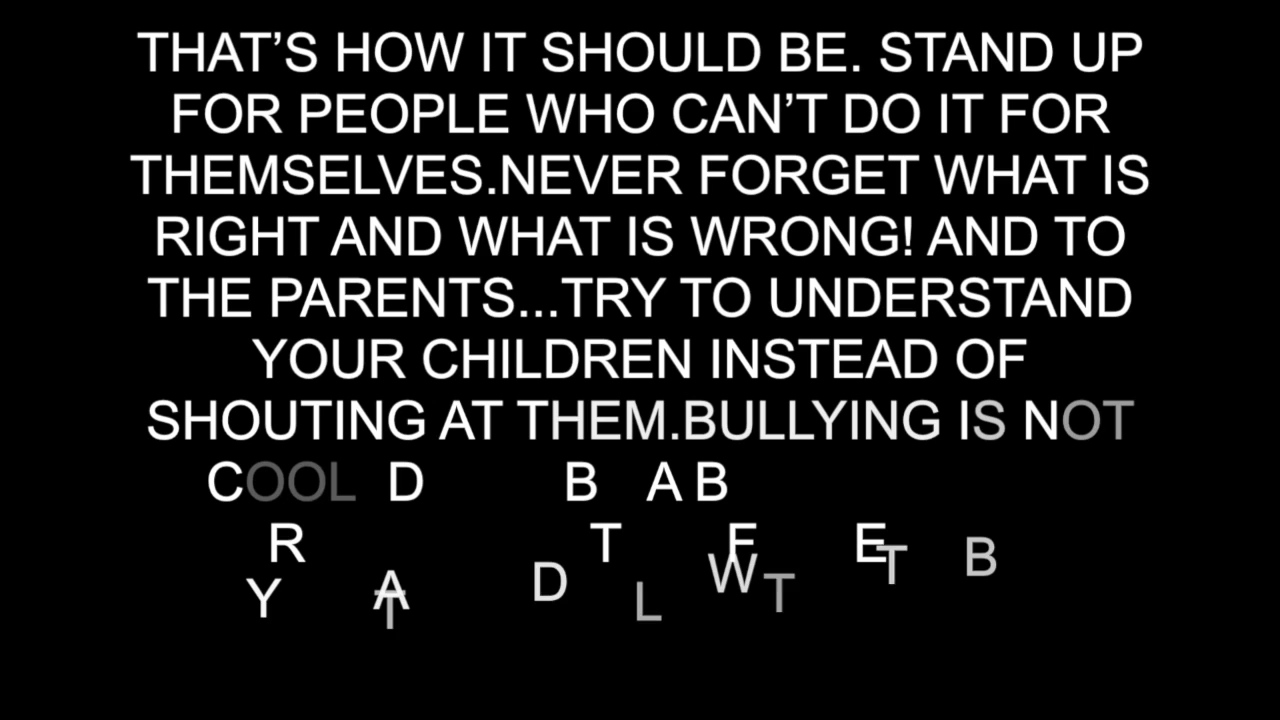 THAT’S HOW IT SHOULD BE. STAND UP
FOR PEOPLE WHO CAN’T DO IT FOR
THEMSELVES.NEVER FORGET WHAT IS
RIGHT AND WHAT IS WRONG! AND TO
THE PARENTS...TRY TO UNDERSTAND
YOUR CHILDREN INSTEAD OF
SHOUTING AT THEM.BULLYING IS NOT
COOL D B A B
R T F E
Y A T D L W T T B